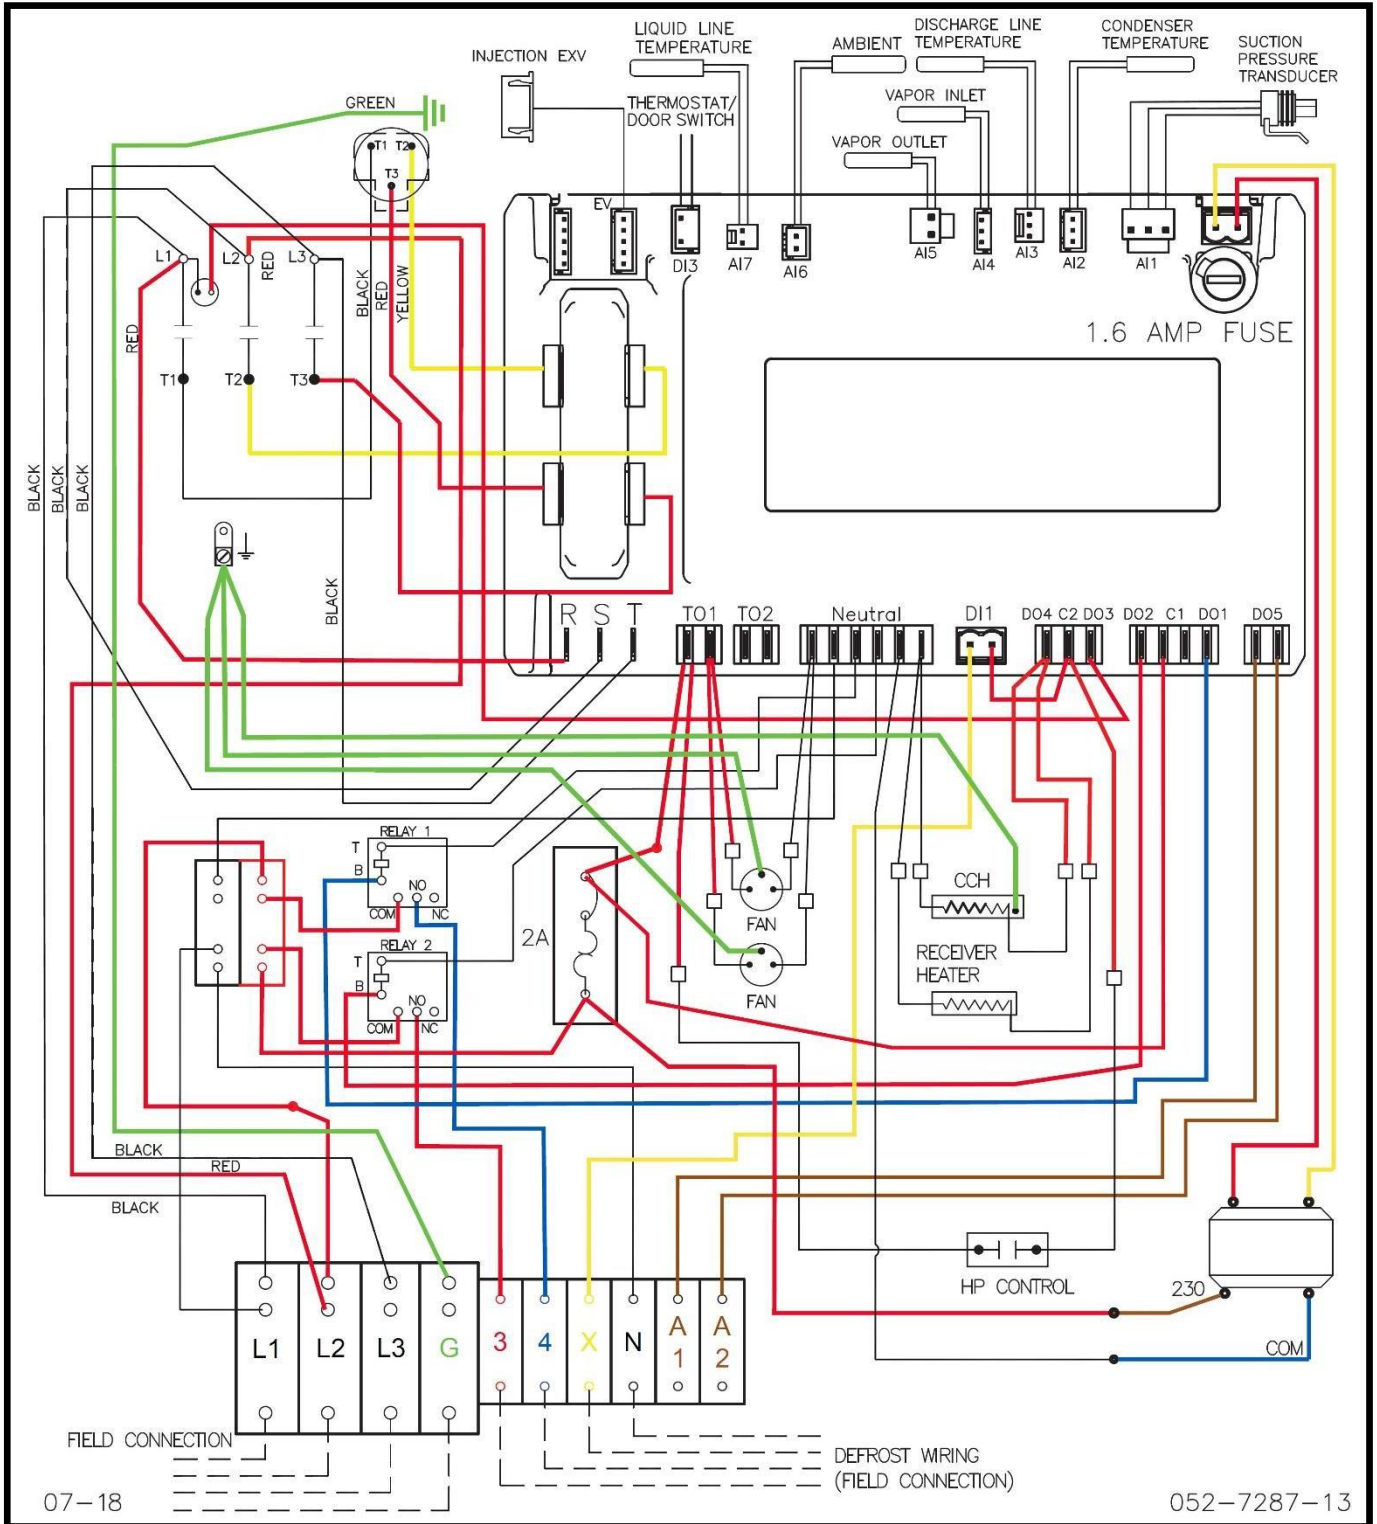 INJECTION EXV
LIQUID LINE
TEMPERATURE
THERMOSTAT/
DOOR SWITCH
AMBIENT
DISCHARGE LINE
TEMPERATURE
VAPOR INLET
VAPOR OUTLET
CONDENSER
TEMPERATURE
SUCTION
PRESSURE
TRANSDUCER
GREEN
T1 T2
T3
EV
DI3
AI7
AI6
AI5
AI4
AI3
AI2
AI1
1.6 AMP FUSE
L1
L2
RED
L3
RED
BLACK
RED
YELLOW
T1
T2
T3
BLACK
BLACK
BLACK
BLACK
R S T
TO1
TO2
Neutral
DI1
DO4 C2 DO3
DO2 C1 DO1
DO5
RELAY 1
T
B
NO
COM
NC
RELAY 2
T
B
NO
COM
NC
2A
FAN
FAN
CCH
RECEIVER
HEATER
BLACK
RED
BLACK
HP CONTROL
230
COM
L1
L2
L3
G
3
4
X
N
A
1
A
2
FIELD CONNECTION
DEFROST WIRING
(FIELD CONNECTION)
07-18
052-7287-13